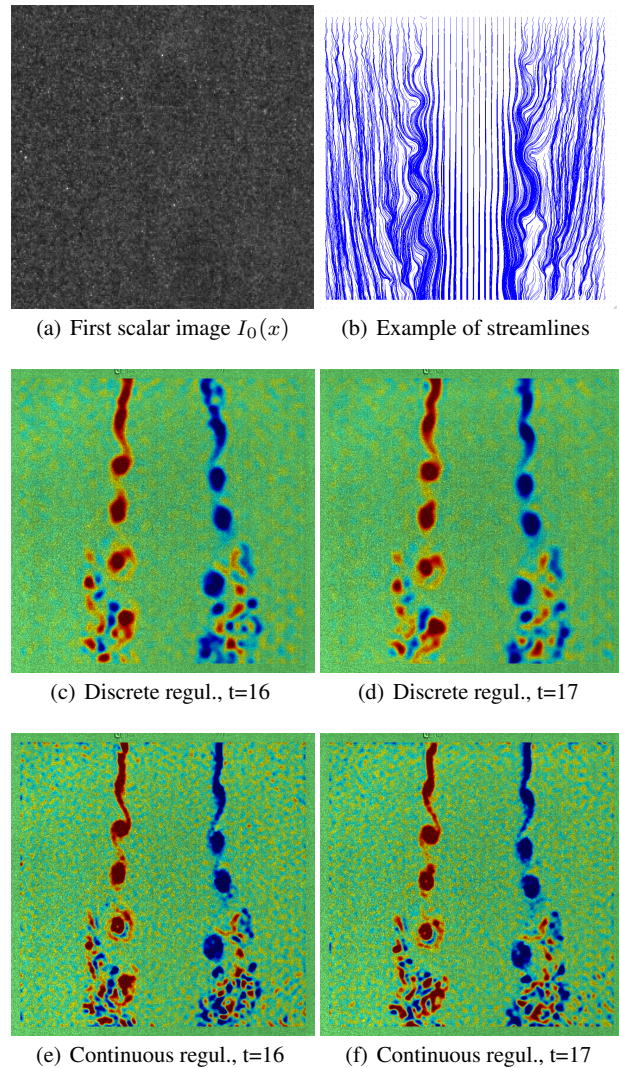 (a) First scalar image I₀(x)
(b) Example of streamlines
(c) Discrete regul., t=16
(d) Discrete regul., t=17
(e) Continuous regul., t=16
(f) Continuous regul., t=17